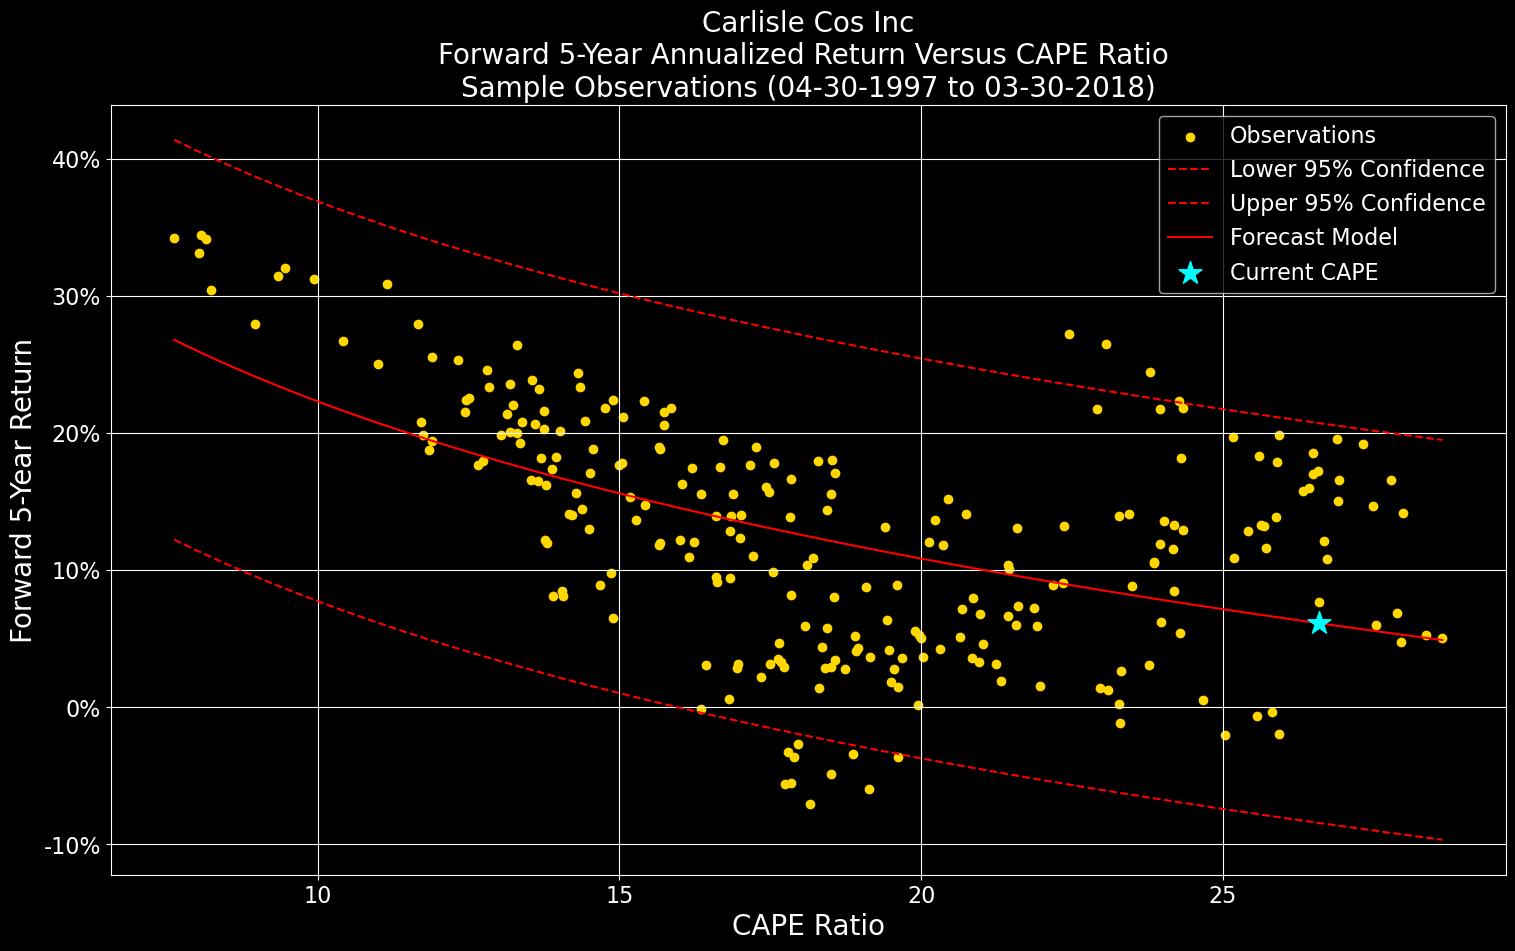 Carlisle Cos Inc
Forward 5-Year Annualized Return Versus CAPE Ratio
Sample Observations (04-30-1997 to 03-30-2018)
Observations
Lower 95% Confidence
Upper 95% Confidence
Forecast Model
Current CAPE
Forward 5-Year Return
40%
30%
20%
10%
0%
-10%
10 15 20 25
CAPE Ratio